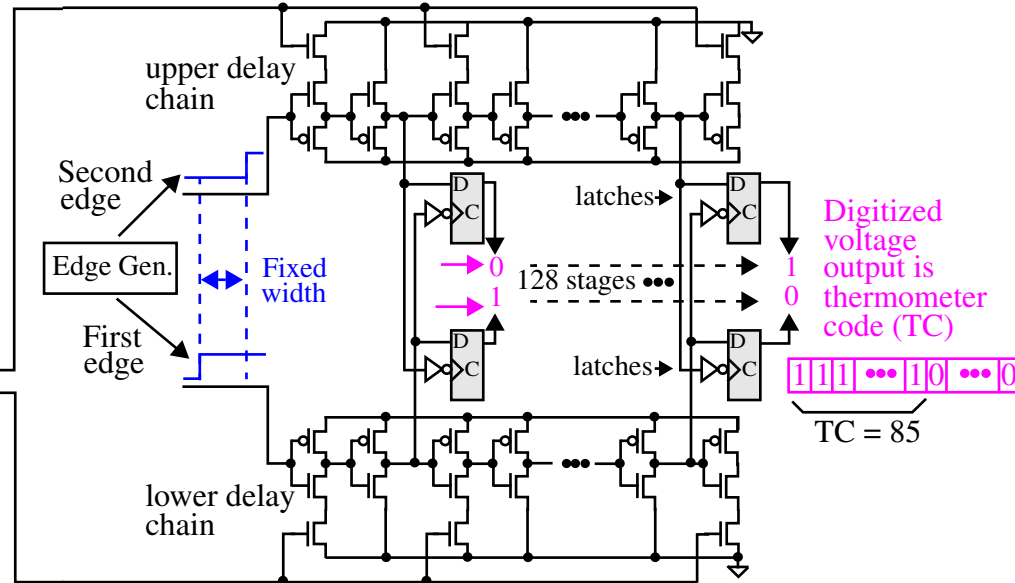 upper delay
chain
Second
edge
Edge Gen.
Fixed
width
First
edge
lower delay
chain
D
C
0
1
D
C
latches
128 stages •••
latches
•••
•••
D
C
1
0
D
C
Digitized
voltage
output is
thermometer
code (TC)
1 1 1 ••• 1 0 ••• 0
TC = 85